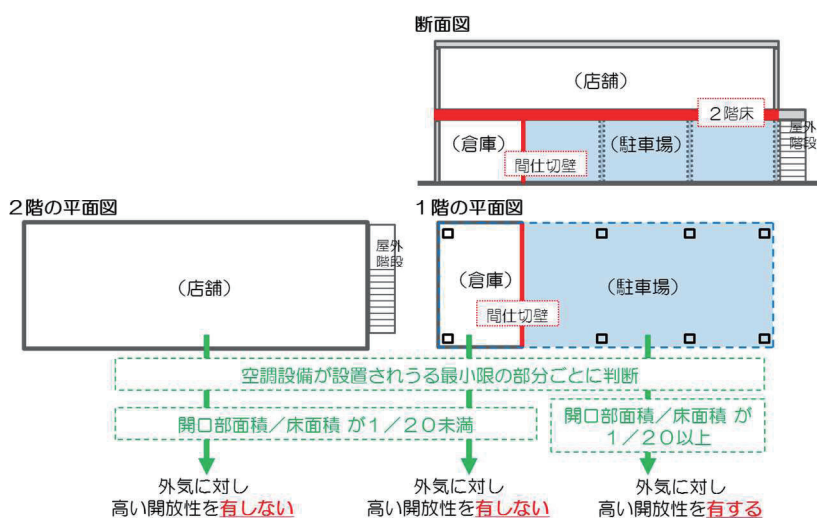 断面図
（店舗）
２階床
（倉庫）
（駐車場）
屋外
階段
間仕切壁
２階の平面図
１階の平面図
屋外
階段
（店舗）
（倉庫）
（駐車場）
間仕切壁
空調設備が設置されうる最小限の部分ごとに判断
開口部面積／床面積 が１／２０未満
開口部面積／床面積 が
１／２０以上
外気に対し
高い開放性を有しない
外気に対し
高い開放性を有しない
外気に対し
高い開放性を有する